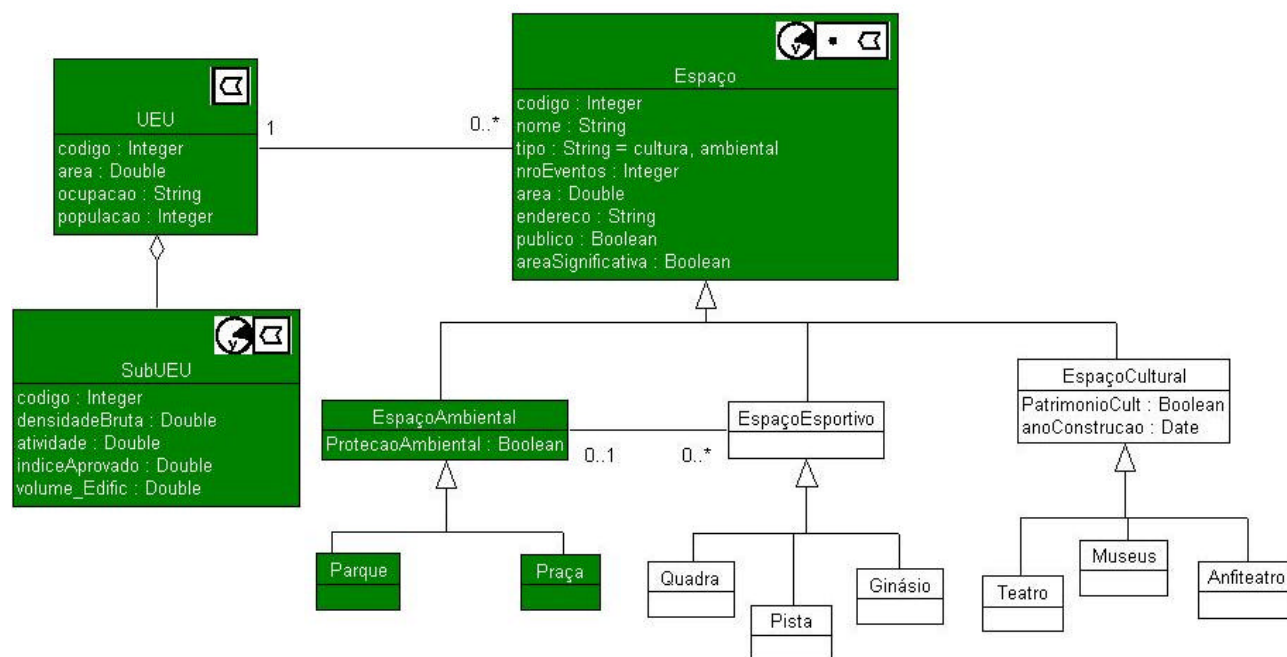 UEU
codigo : Integer
area : Double
ocupacao : String
populacao : Integer
1
0..*
y
Espaço
codigo : Integer
nome : String
tipo : String = cultura, ambiental
nroEventos : Integer
area : Double
endereco : String
publico : Boolean
areaSignificativa : Boolean
y
SubUEU
codigo : Integer
densidadeBruta : Double
atividade : Double
indiceAprovado : Double
volume_Edific : Double
EspaçoAmbiental
ProtecaoAmbiental : Boolean
0..1
0..*
EspaçoEsportivo
EspaçoCultural
PatrimonioCult : Boolean
anoConstrucao : Date
Parque
Praça
Quadra
Pista
Ginásio
Teatro
Museus
Anfiteatro